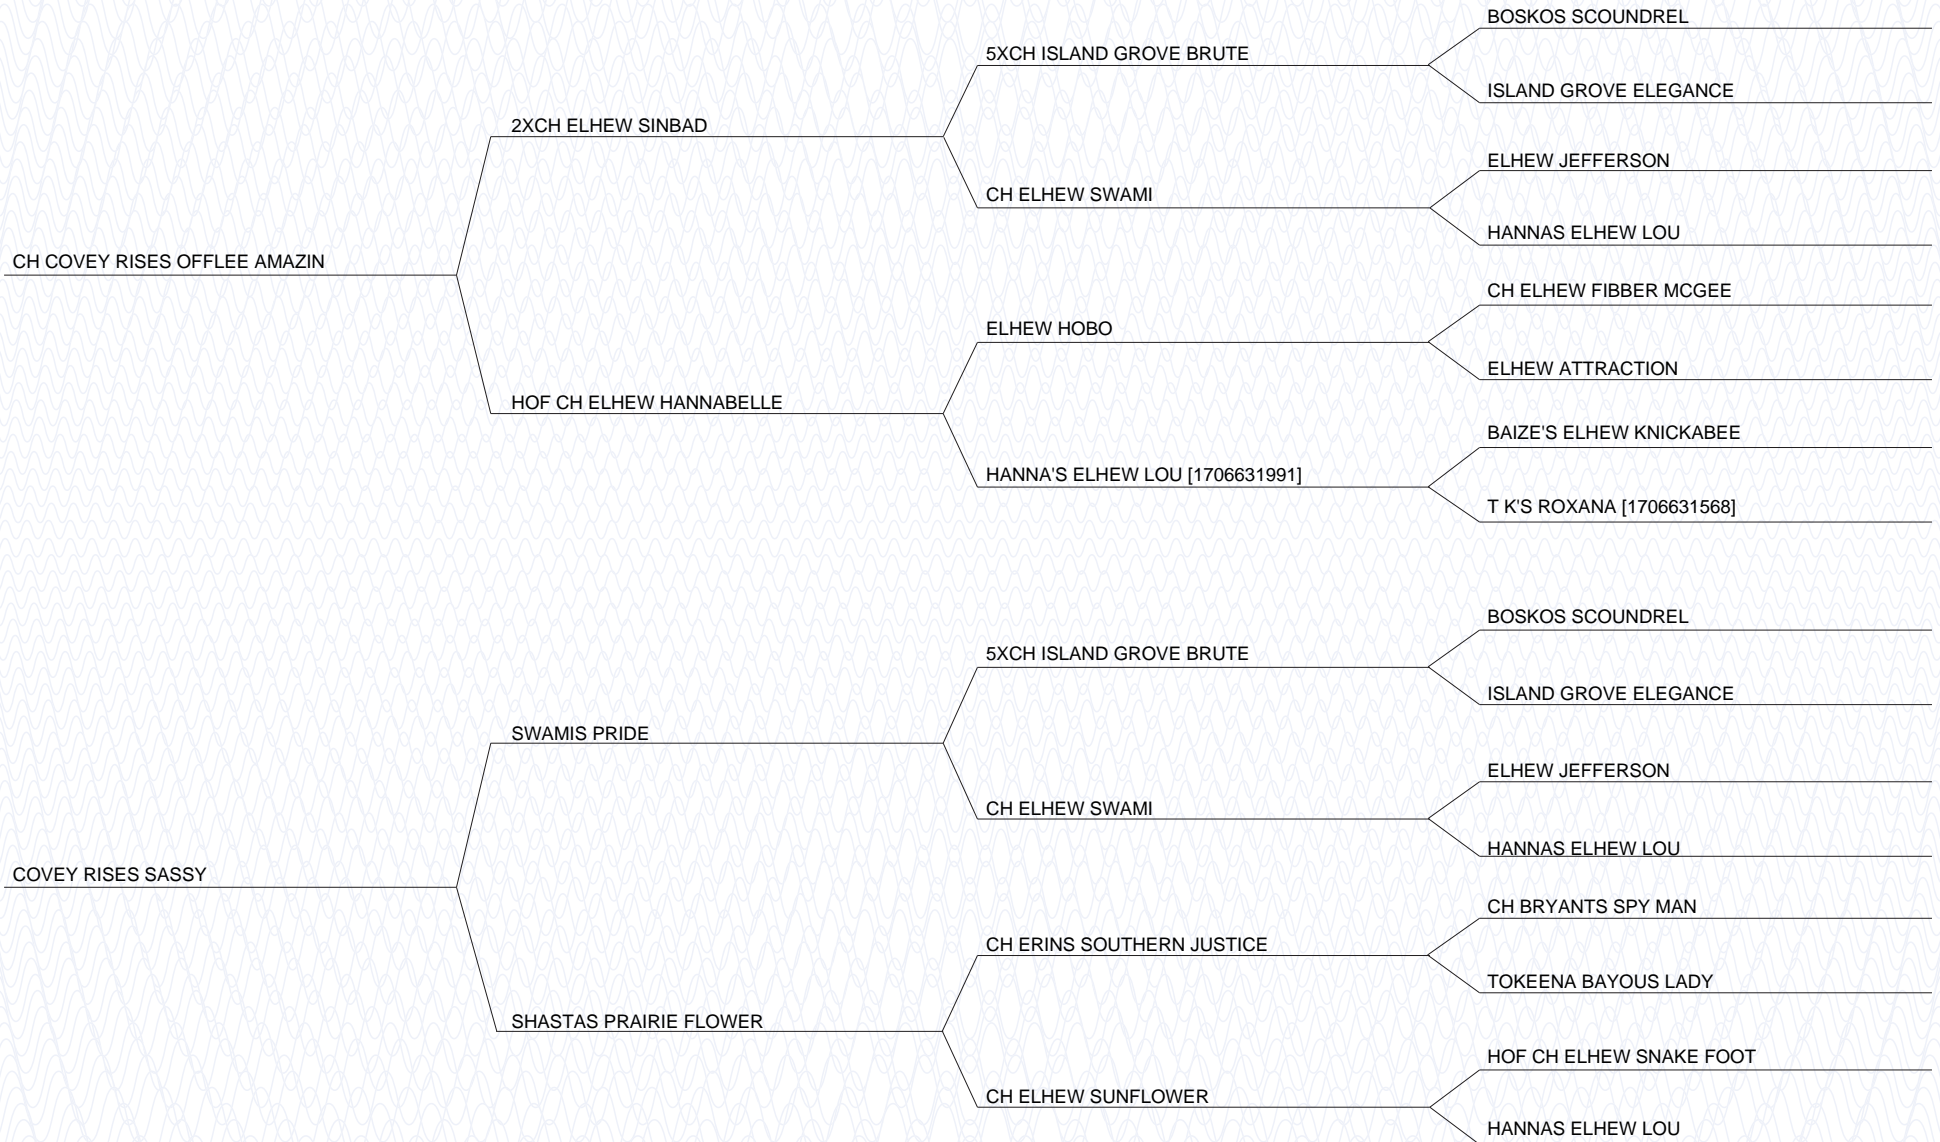 BOSKOS SCOUNDREL
5XCH ISLAND GROVE BRUTE
ISLAND GROVE ELEGANCE
2XCH ELHEW SINBAD
ELHEW JEFFERSON
CH ELHEW SWAMI
HANNAS ELHEW LOU
CH COVEY RISES OFFLEE AMAZIN
CH ELHEW FIBBER MCGEE
ELHEW HOBO
ELHEW ATTRACTION
HOF CH ELHEW HANNABELLE
BAIZE'S ELHEW KNICKABEE
HANNA'S ELHEW LOU [1706631991]
T K'S ROXANA [1706631568]
BOSKOS SCOUNDREL
5XCH ISLAND GROVE BRUTE
ISLAND GROVE ELEGANCE
SWAMIS PRIDE
ELHEW JEFFERSON
CH ELHEW SWAMI
HANNAS ELHEW LOU
COVEY RISES SASSY
CH BRYANTS SPY MAN
CH ERINS SOUTHERN JUSTICE
TOKEENA BAYOUS LADY
SHASTAS PRAIRIE FLOWER
HOF CH ELHEW SNAKE FOOT
CH ELHEW SUNFLOWER
HANNAS ELHEW LOU